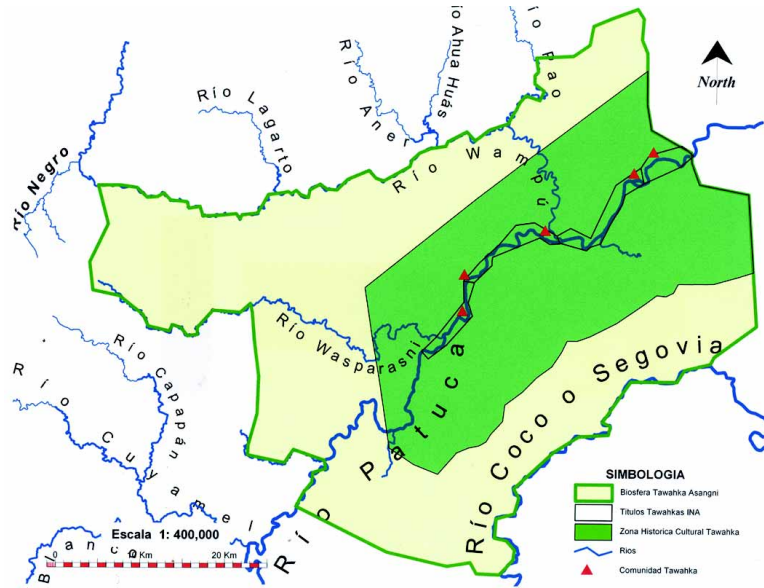 Río Lagarto
Río Aner
Río Ahua Huás
Río Pao
North
Río Negro
Río Wampú
Río Wasparasni
Río Capapán
Río Cuyamel
Río Patuca
Río Coco o Segovia
Blanco
Escala 1: 400,000
10 Km 20 Km
SIMBOLOGIA
Biosfera Tawahka Asangni
Titulos Tawahkas INA
Zona Historica Cultural Tawahka
Rios
Comunidad Tawahka